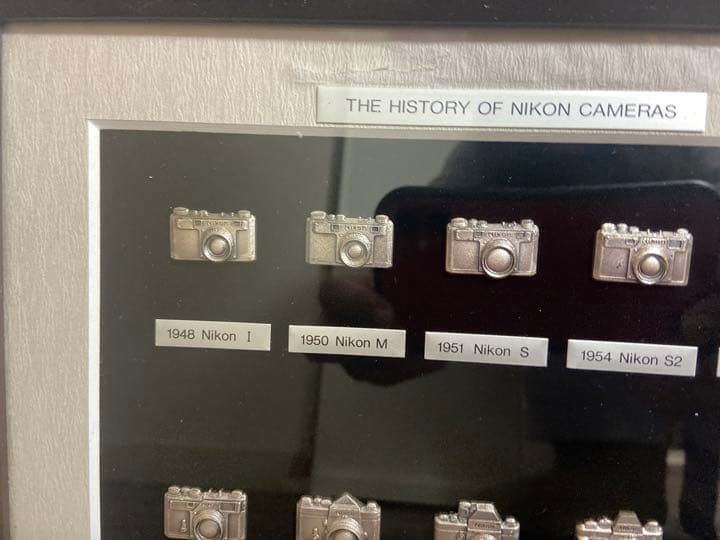 THE HISTORY OF NIKON CAMERAS
1948 Nikon I
1950 Nikon M
1951 Nikon S
1954 Nikon S2